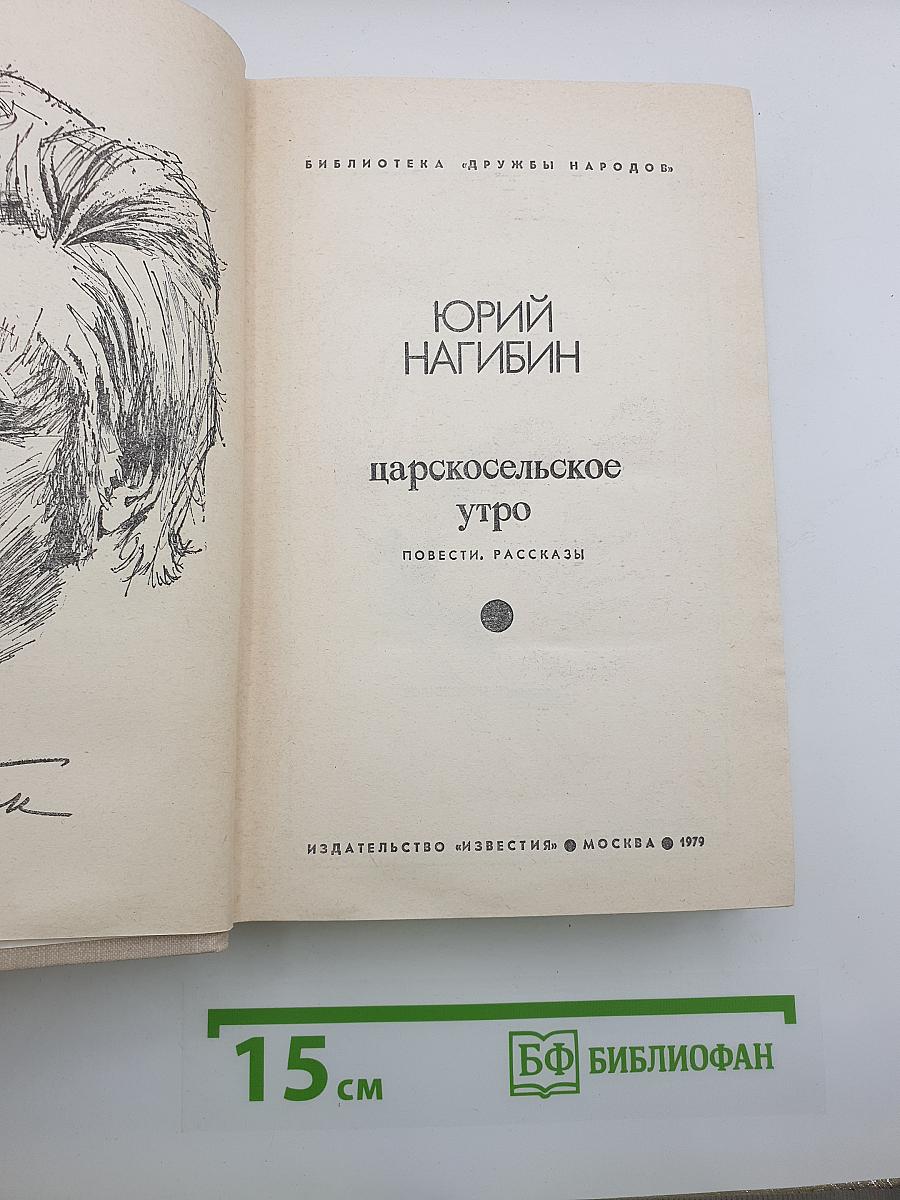 БИБЛИОТЕКА «ДРУЖБЫ НАРОДОВ»
ЮРИЙ
НАГИБИН
царскосельское
утро
ПОВЕСТИ. РАССКАЗЫ
ИЗДАТЕЛЬСТВО «ИЗВЕСТИЯ» ● МОСКВА ● 1979
15 см
БФ БИБЛИОФАН